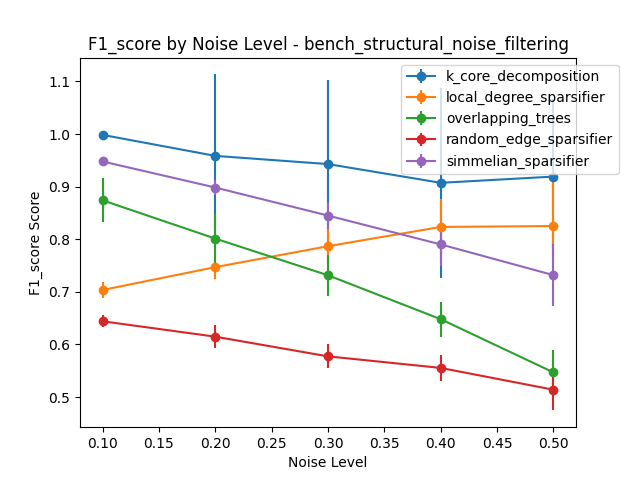 F1_score by Noise Level - bench_structural_noise_filtering
k_core_decomposition
local_degree_sparsifier
overlapping_trees
random_edge_sparsifier
simmelian_sparsifier
F1_score Score
1.1
1.0
0.9
0.8
0.7
0.6
0.5
0.10 0.15 0.20 0.25 0.30 0.35 0.40 0.45 0.50
Noise Level